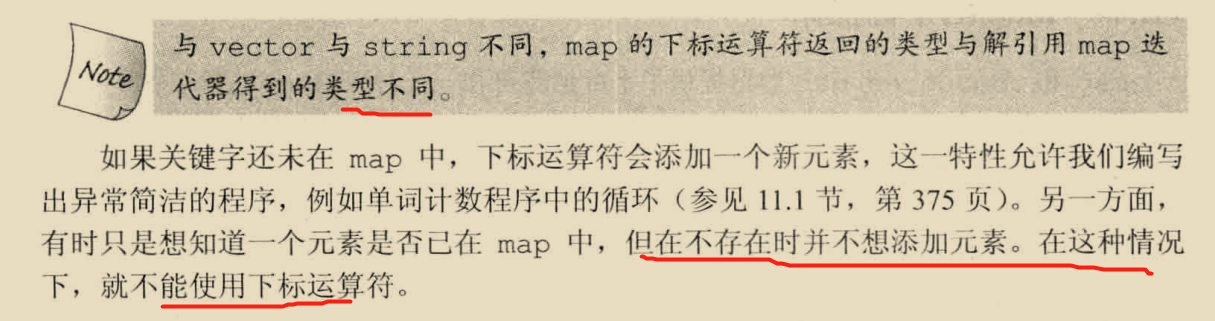 Note
与 vector 与 string 不同，map 的下标运算符返回的类型与解引用 map 迭
代器得到的类型不同。
如果关键字还未在 map 中，下标运算符会添加一个新元素，这一特性允许我们编写
出异常简洁的程序，例如单词计数程序中的循环（参见 11.1 节，第 375 页）。另一方面，
有时只是想知道一个元素是否已在 map 中，但在不存在时并不想添加元素。在这种情况
下，就不能使用下标运算符。